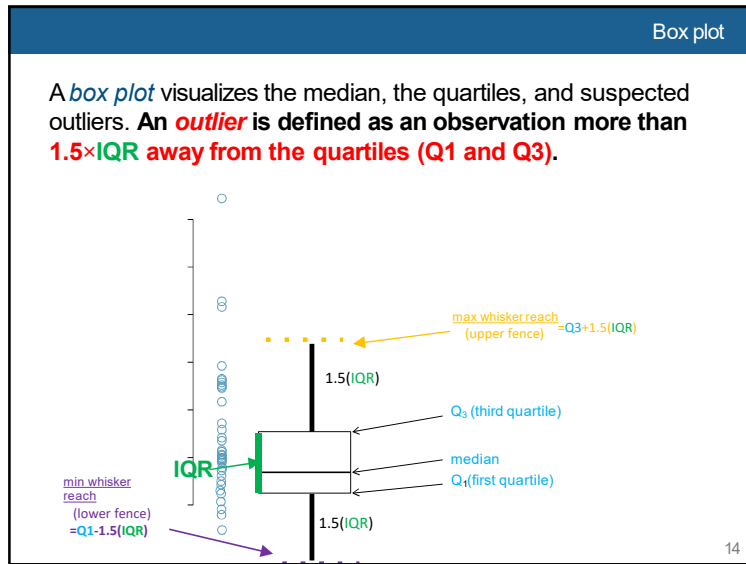 Box plot
A box plot visualizes the median, the quartiles, and suspected
outliers. An outlier is defined as an observation more than
1.5×IQR away from the quartiles (Q1 and Q3).
max whisker reach
(upper fence) =Q3+1.5(IQR)
1.5(IQR)
Q3 (third quartile)
IQR
median
Q1(first quartile)
min whisker
reach
(lower fence)
=Q1-1.5(IQR)
1.5(IQR)
14